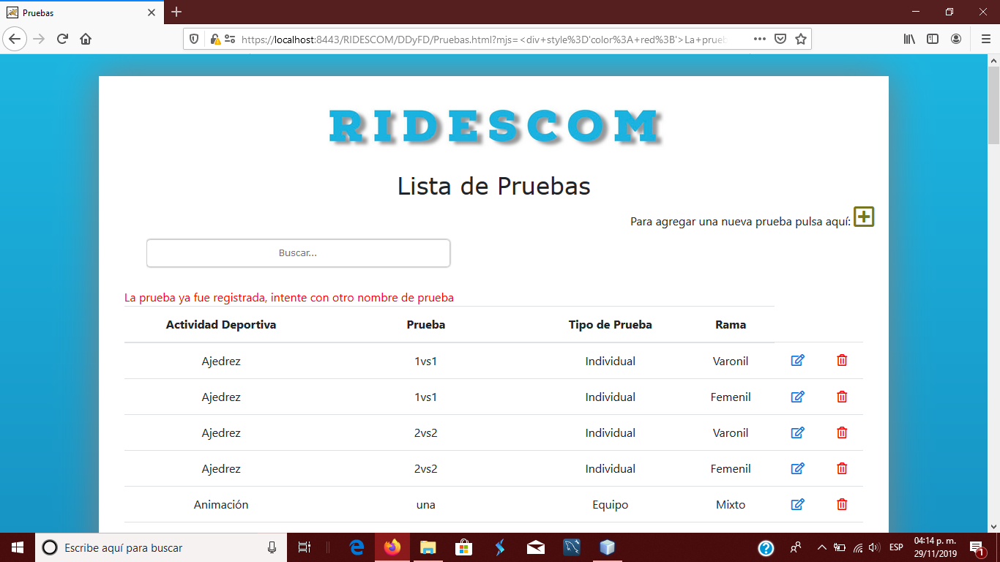 Pruebas
https://localhost:8443/RIDESCOM/DDyFD/Pruebas.html?mjs=<div+style%3D'color%3A+red%3B'>La+prueb
RIDESCOM
Lista de Pruebas
Para agregar una nueva prueba pulsa aquí:
Buscar...
La prueba ya fue registrada, intente con otro nombre de prueba
Actividad Deportiva Prueba Tipo de Prueba Rama
Ajedrez 1vs1 Individual Varonil
Ajedrez 1vs1 Individual Femenil
Ajedrez 2vs2 Individual Varonil
Ajedrez 2vs2 Individual Femenil
Animación una Equipo Mixto
Escribe aquí para buscar
ESP
04:14 p. m.
29/11/2019
1